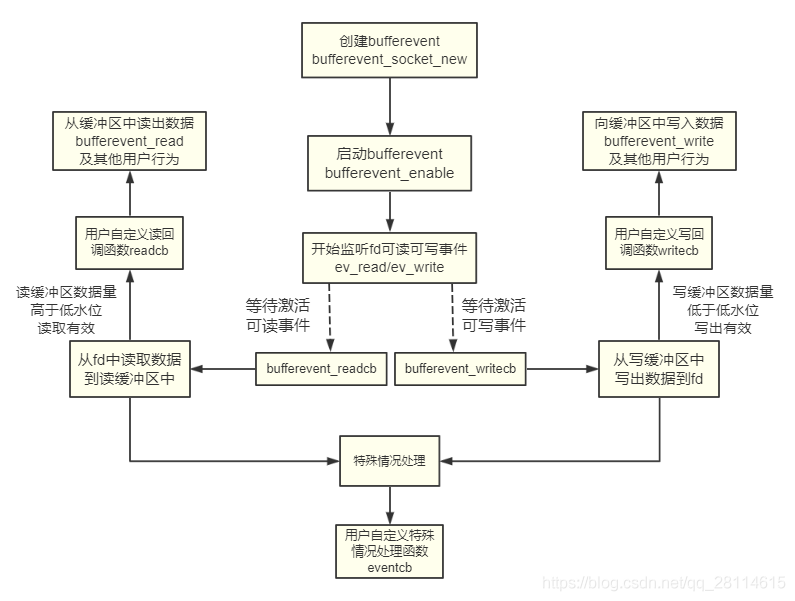 创建bufferevent
bufferevent_socket_new
从缓冲区中读出数据
bufferevent_read
及其他用户行为
启动bufferevent
bufferevent_enable
向缓冲区中写入数据
bufferevent_write
及其他用户行为
用户自定义读回
调函数readcb
开始监听fd可读可写事件
ev_read/ev_write
用户自定义写回
调函数writecb
读缓冲区数据量
高于低水位
读取有效
等待激活
可读事件
等待激活
可写事件
写缓冲区数据量
低于低水位
写出有效
从fd中读取数据
到读缓冲区中
bufferevent_readcb
bufferevent_writecb
从写缓冲区中
写出数据到fd
特殊情况处理
用户自定义特殊
情况处理函数
eventcb
https://blog.csdn.net/qq_28114615